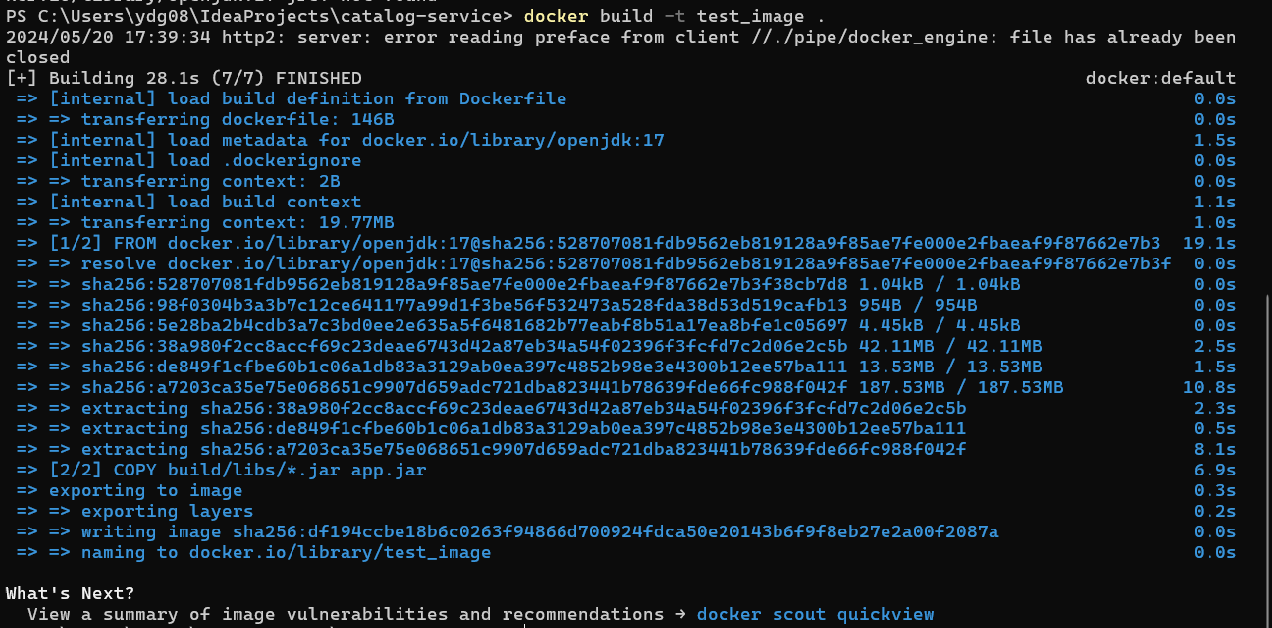 PS C:\Users\ydg08\IdeaProjects\catalog-service> docker build -t test_image .
2024/05/20 17:39:34 http2: server: error reading preface from client //./pipe/docker_engine: file has already been
closed
[+] Building 28.1s (7/7) FINISHED docker:default
=> [internal] load build definition from Dockerfile 0.0s
=> => transferring dockerfile: 146B 0.0s
=> [internal] load metadata for docker.io/library/openjdk:17 1.5s
=> [internal] load .dockerignore 0.0s
=> => transferring context: 2B 0.0s
=> [internal] load build context 1.1s
=> => transferring context: 19.77MB 1.0s
=> [1/2] FROM docker.io/library/openjdk:17@sha256:528707081fdb9562eb819128a9f85ae7fe000e2fbaeaf9f87662e7b3 19.1s
=> => resolve docker.io/library/openjdk:17@sha256:528707081fdb9562eb819128a9f85ae7fe000e2fbaeaf9f87662e7b3f 0.0s
=> => sha256:528707081fdb9562eb819128a9f85ae7fe000e2fbaeaf9f87662e7b3f38cb7d8 1.04kB / 1.04kB 0.0s
=> => sha256:98f0304b3a3b7c12ce641177a99d1f3be56f532473a528fda38d53d519cafb13 954B / 954B 0.0s
=> => sha256:5e28ba2b4cdb3a7c3bd0ee2e635a5f6481682b77eabf8b51a17ea8bfe1c05697 4.45kB / 4.45kB 0.0s
=> => sha256:38a980f2cc8accf69c23deae6743d42a87eb34a54f02396f3fcfd7c2d06e2c5b 42.11MB / 42.11MB 2.5s
=> => sha256:de849f1cfbe60b1c06a1db83a3129ab0ea397c4852b98e3e4300b12ee57ba111 13.53MB / 13.53MB 1.5s
=> => sha256:a7203ca35e75e068651c9907d659adc721dba823441b78639fde66fc988f042f 187.53MB / 187.53MB 10.8s
=> => extracting sha256:38a980f2cc8accf69c23deae6743d42a87eb34a54f02396f3fcfd7c2d06e2c5b 2.3s
=> => extracting sha256:de849f1cfbe60b1c06a1db83a3129ab0ea397c4852b98e3e4300b12ee57ba111 0.5s
=> => extracting sha256:a7203ca35e75e068651c9907d659adc721dba823441b78639fde66fc988f042f 8.1s
=> [2/2] COPY build/libs/*.jar app.jar 6.9s
=> exporting to image 0.3s
=> => exporting layers 0.2s
=> => writing image sha256:df194ccbe18b6c0263f94866d700924fdca50e20143b6f9f8eb27e2a00f2087a 0.0s
=> => naming to docker.io/library/test_image 0.0s
What's Next?
View a summary of image vulnerabilities and recommendations → docker scout quickview